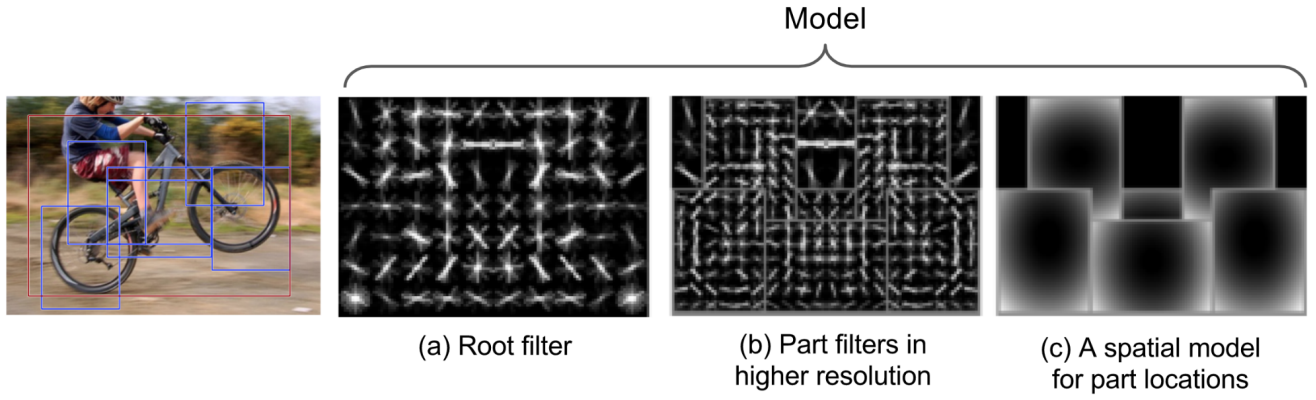 Model
(a) Root filter
(b) Part filters in
higher resolution
(c) A spatial model
for part locations